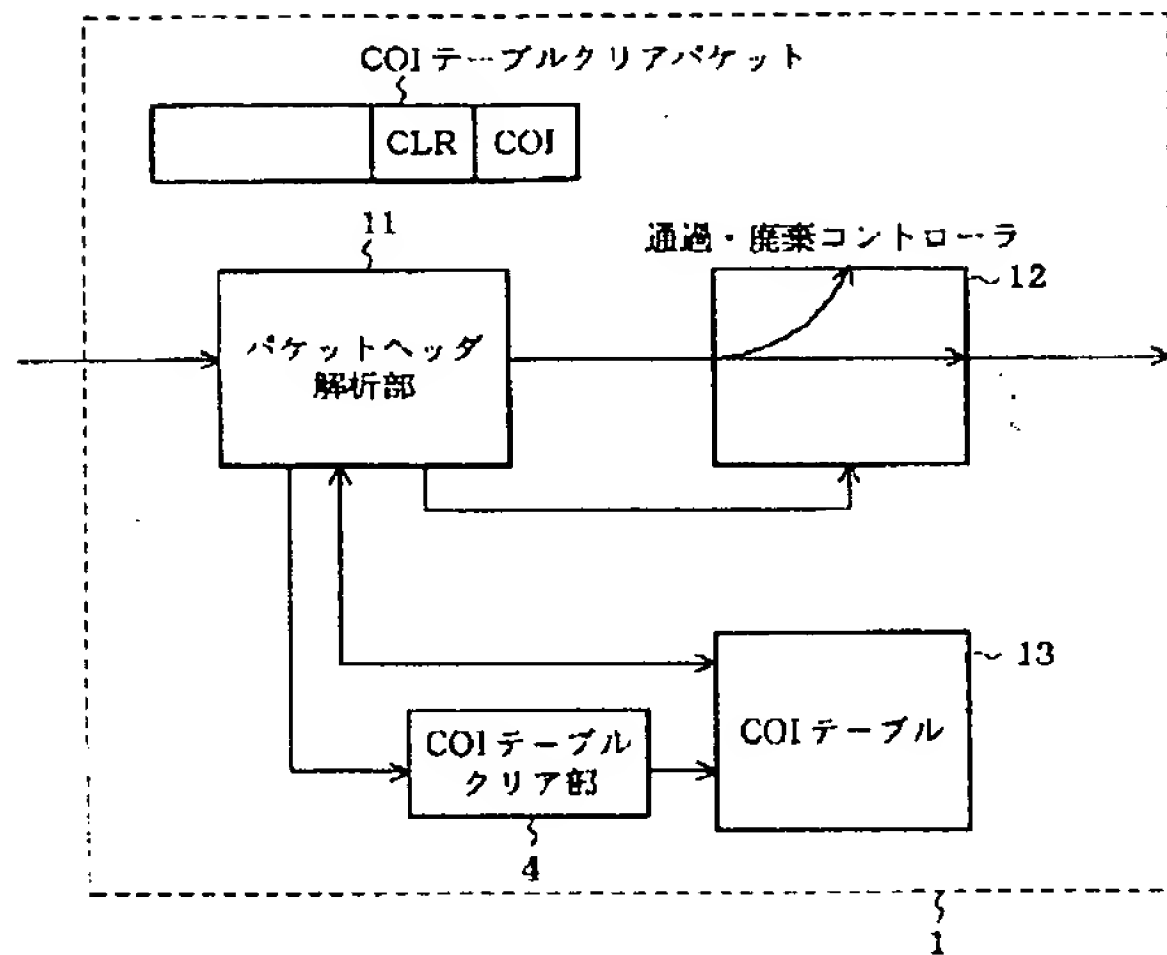 COIテーブルクリアパケット
CLR COI
11
通過・廃棄コントローラ
12
パケットヘッダ
解析部
13
COIテーブル
COIテーブル
クリア部
4
1